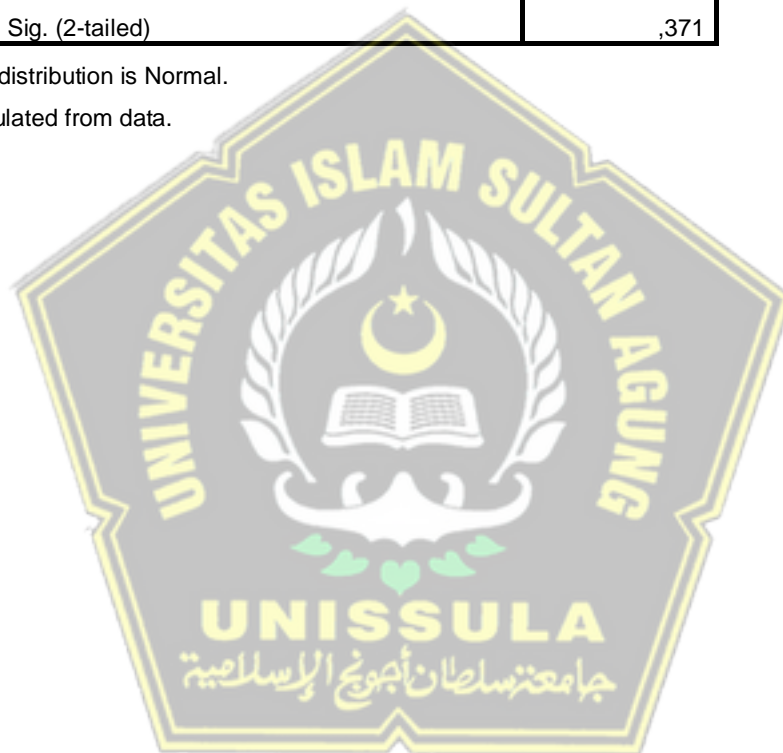 Sig. (2-tailed) ,371
distribution is Normal.
ulated from data.
UNIVERSITAS ISLAM SULTAN AGUNG
UNISSULA
جامعة سلطان أجونج الإسلامية